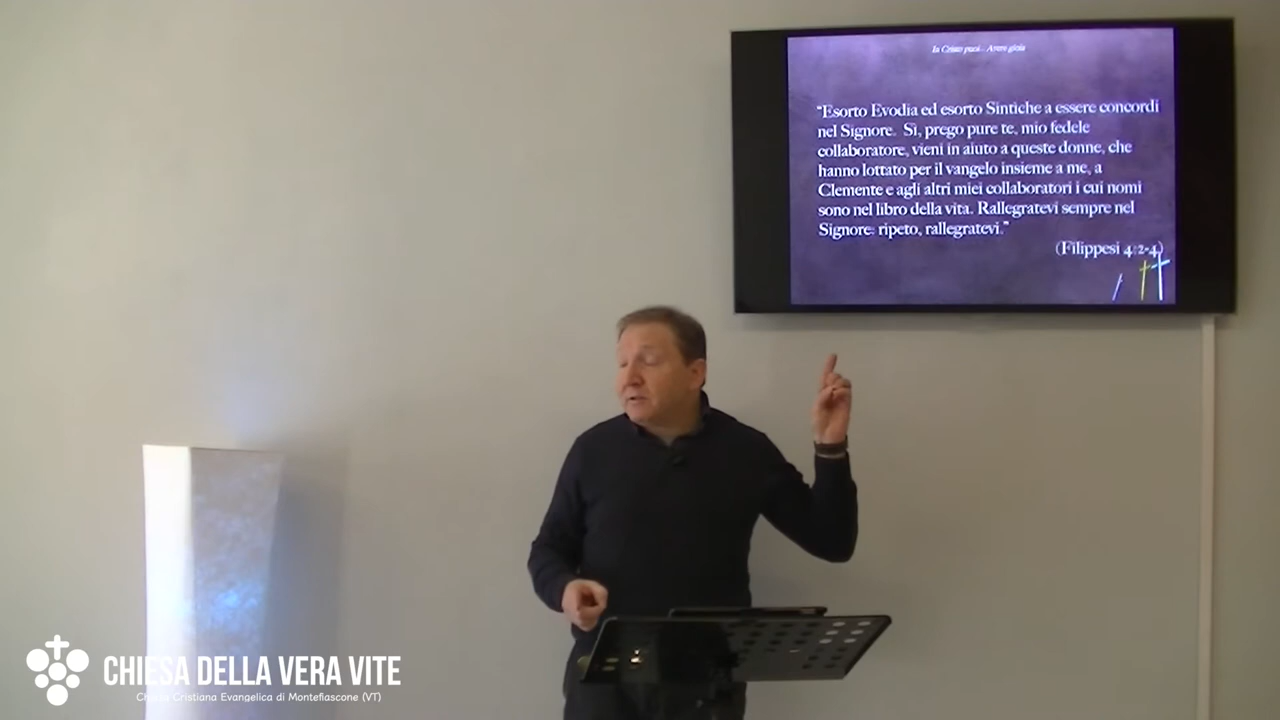 In Cristo puoi... Avere gioia
“Esorto Evodia ed esorto Sintiche a essere concordi
nel Signore. Sì, prego pure te, mio fedele
collaboratore, vieni in aiuto a queste donne, che
hanno lottato per il vangelo insieme a me, a
Clemente e agli altri miei collaboratori i cui nomi
sono nel libro della vita. Rallegratevi sempre nel
Signore: ripeto, rallegratevi.”
(Filippesi 4:2-4)
CHIESA DELLA VERA VITE
Chiesa Cristiana Evangelica di Montefiascone (VT)